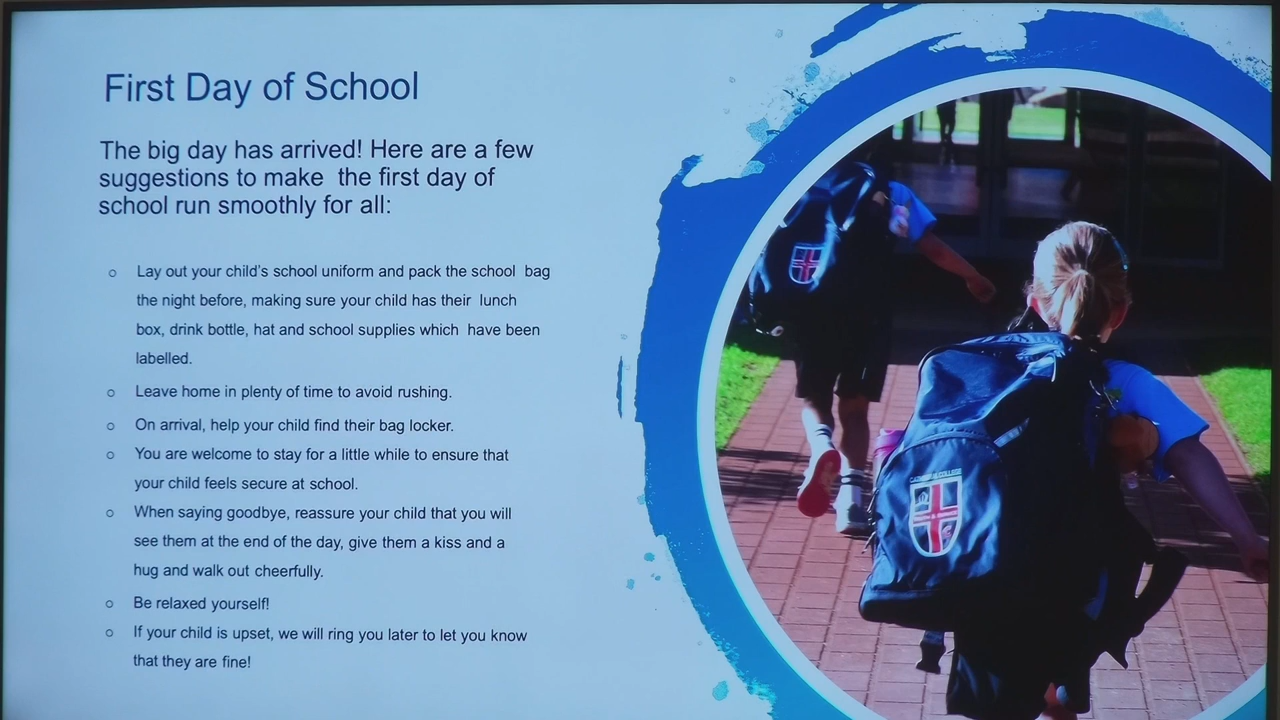 First Day of School
The big day has arrived! Here are a few
suggestions to make the first day of
school run smoothly for all:
Lay out your child's school uniform and pack the school bag
the night before, making sure your child has their lunch
box, drink bottle, hat and school supplies which have been
labelled.
Leave home in plenty of time to avoid rushing.
On arrival, help your child find their bag locker.
You are welcome to stay for a little while to ensure that
your child feels secure at school.
When saying goodbye, reassure your child that you will
see them at the end of the day, give them a kiss and a
hug and walk out cheerfully.
Be relaxed yourself!
If your child is upset, we will ring you later to let you know
that they are fine!
COLLEGE